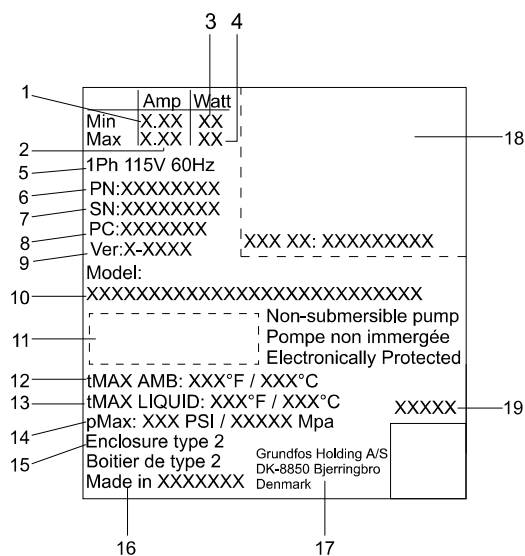 3 4
1 Amp Watt
Min X.XX XX
Max X.XX XX
2
18
5 1Ph 115V 60Hz
6 PN:XXXXXXXX
7 SN:XXXXXXXX
8 PC:XXXXXXX
XXX XX: XXXXXXXXX
9 Ver:X-XXXX
Model:
10 XXXXXXXXXXXXXXXXXXXXXXXXXXX
11
Non-submersible pump
Pompe non immergée
Electronically Protected
12 tMAX AMB: XXX°F / XXX°C
13 tMAX LIQUID: XXX°F / XXX°C
XXXXX 19
14 pMax: XXX PSI / XXXXX Mpa
15 Enclosure type 2
Boitier de type 2
Made in XXXXXXX
Grundfos Holding A/S
DK-8850 Bjerringbro
Denmark
16 17